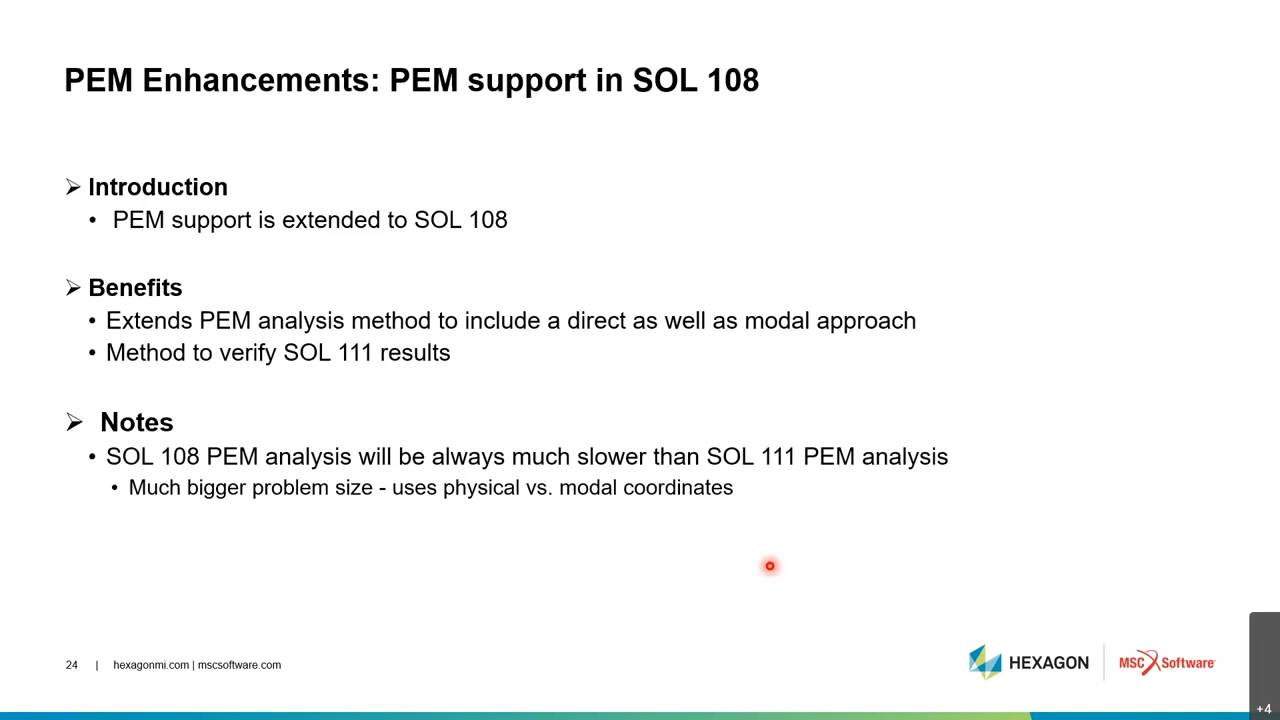 PEM Enhancements: PEM support in SOL 108
➢ Introduction
• PEM support is extended to SOL 108
➢ Benefits
• Extends PEM analysis method to include a direct as well as modal approach
• Method to verify SOL 111 results
➢ Notes
• SOL 108 PEM analysis will be always much slower than SOL 111 PEM analysis
• Much bigger problem size - uses physical vs. modal coordinates
24 | hexagonmi.com | mscsoftware.com
HEXAGON | MSC Software
+4